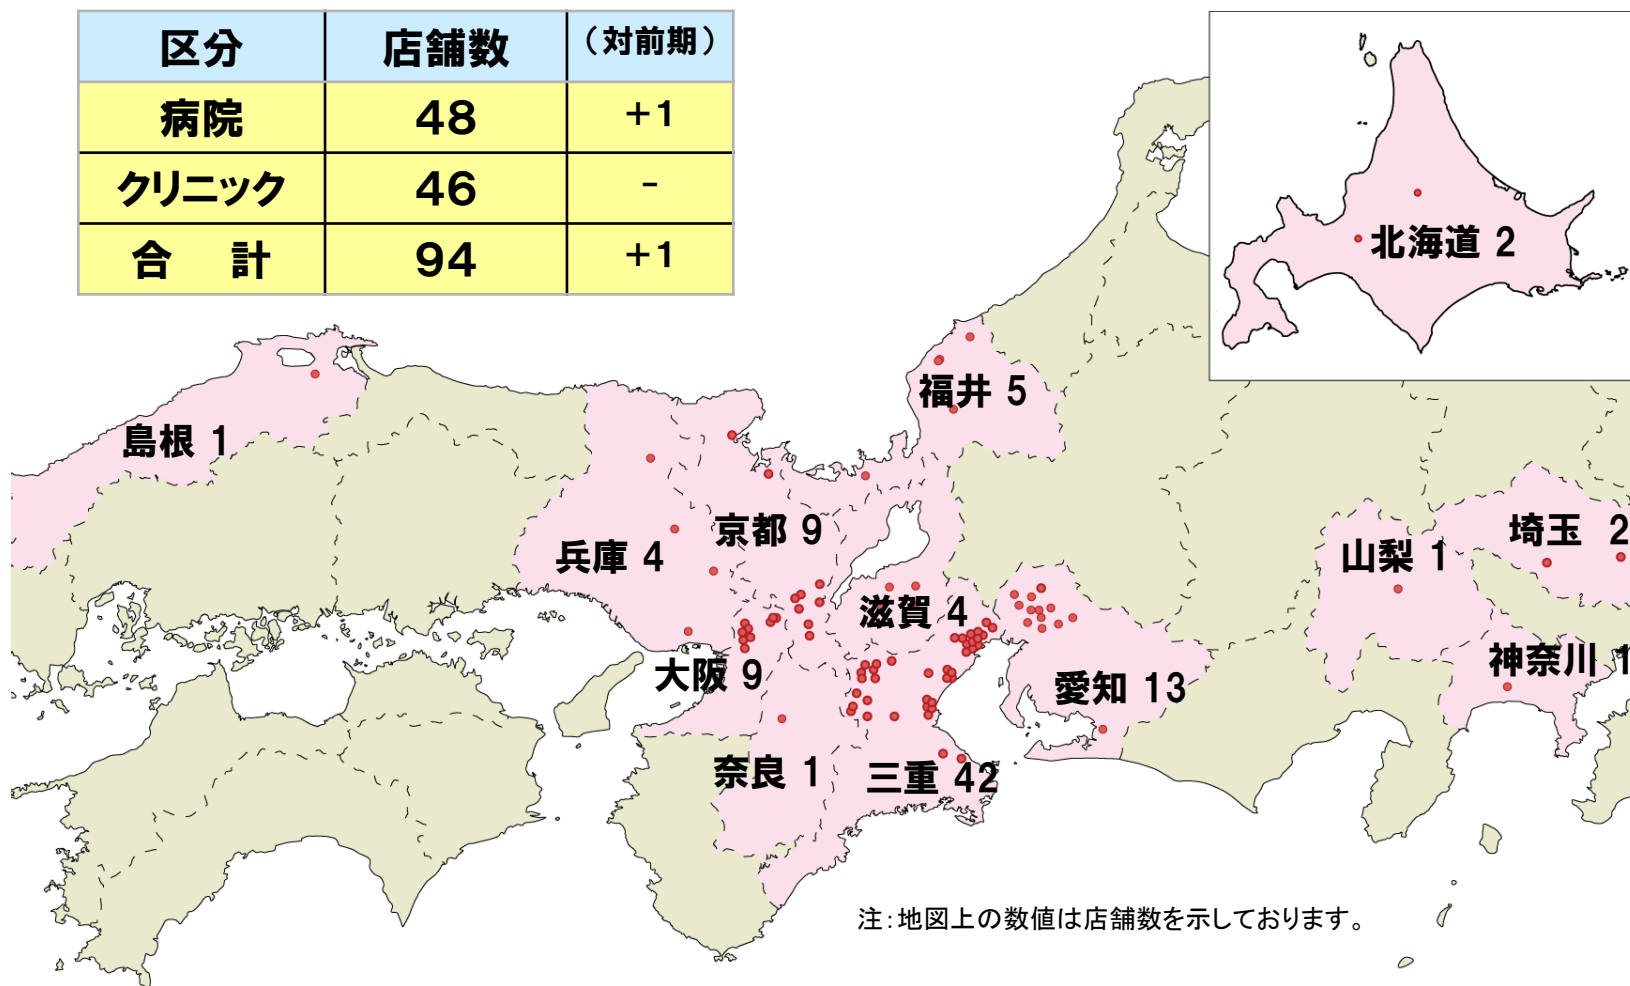 区分 店舗数 （対前期）
病院 48 +1
クリニック 46 -
合　計 94 +1
北海道 2
福井 5
島根 1
京都 9
兵庫 4
埼玉 2
山梨 1
滋賀 4
神奈川 1
大阪 9
愛知 13
奈良 1
三重 42
注：地図上の数値は店舗数を示しております。